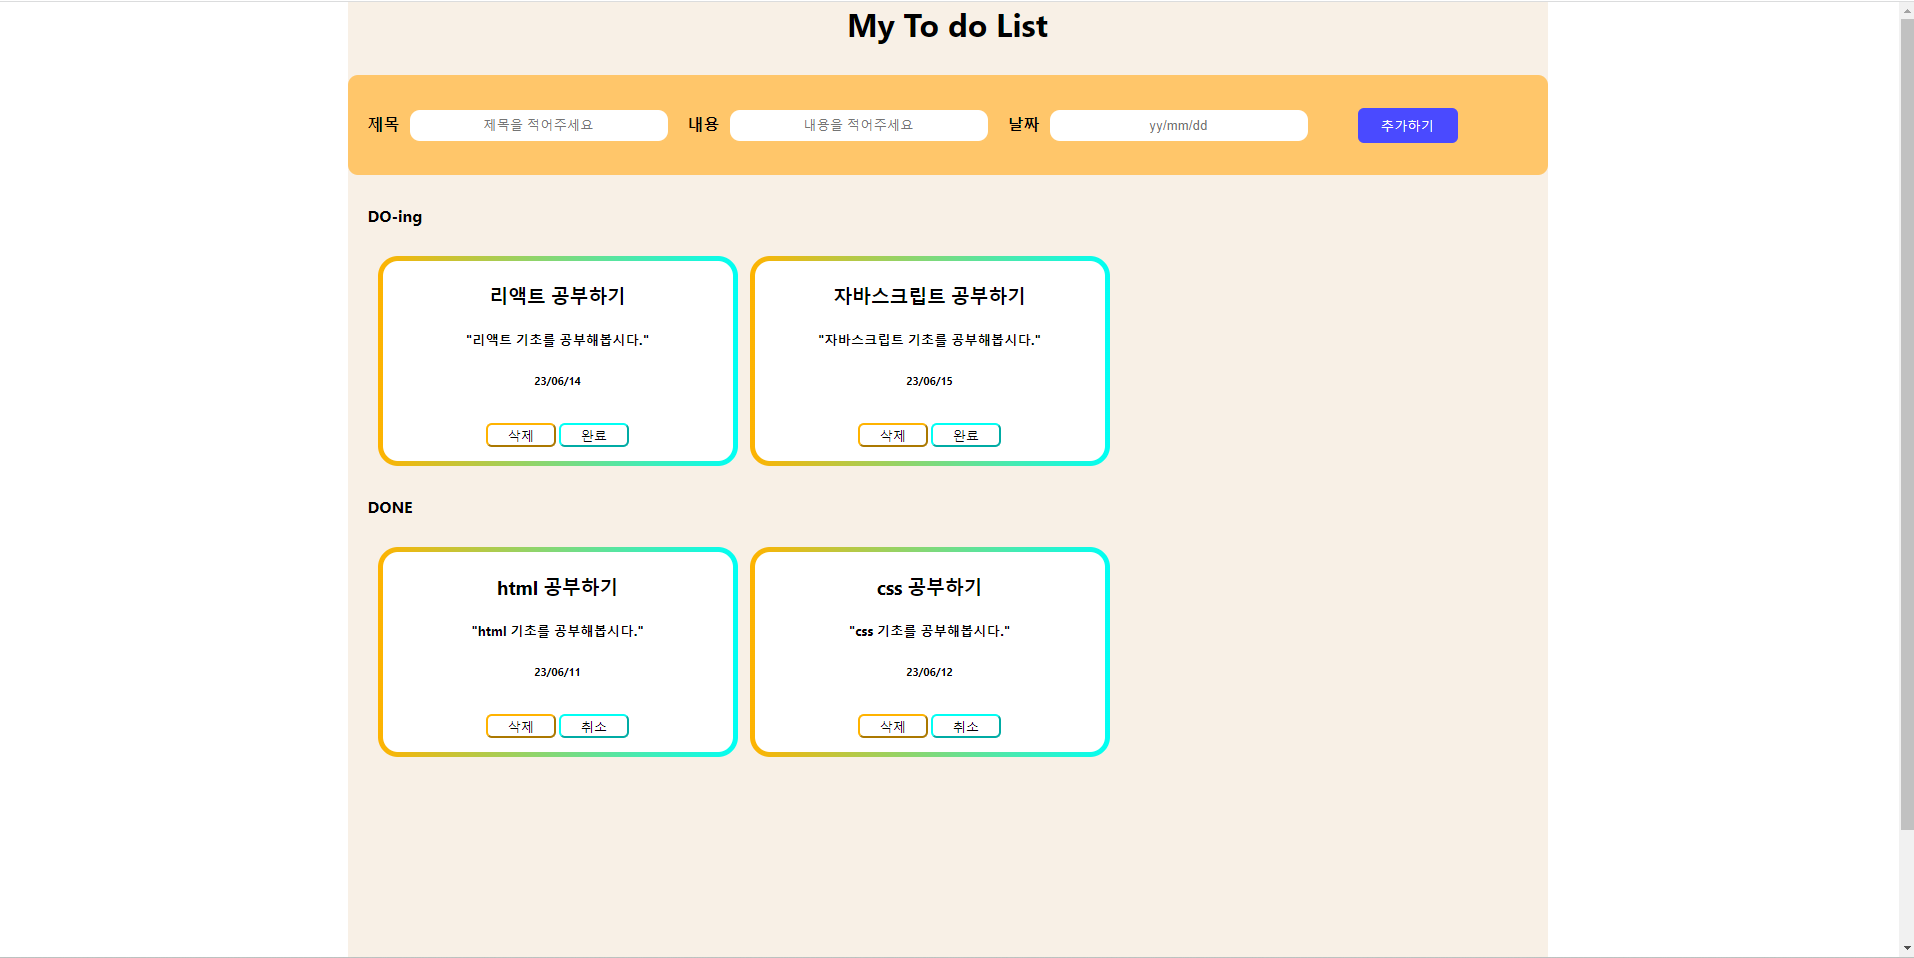 My To do List
제목 제목을 적어주세요 내용 내용을 적어주세요 날짜 yy/mm/dd 추가하기
DO-ing
리액트 공부하기
"리액트 기초를 공부해봅시다."
23/06/14
삭제 완료
자바스크립트 공부하기
"자바스크립트 기초를 공부해봅시다."
23/06/15
삭제 완료
DONE
html 공부하기
"html 기초를 공부해봅시다."
23/06/11
삭제 취소
css 공부하기
"css 기초를 공부해봅시다."
23/06/12
삭제 취소